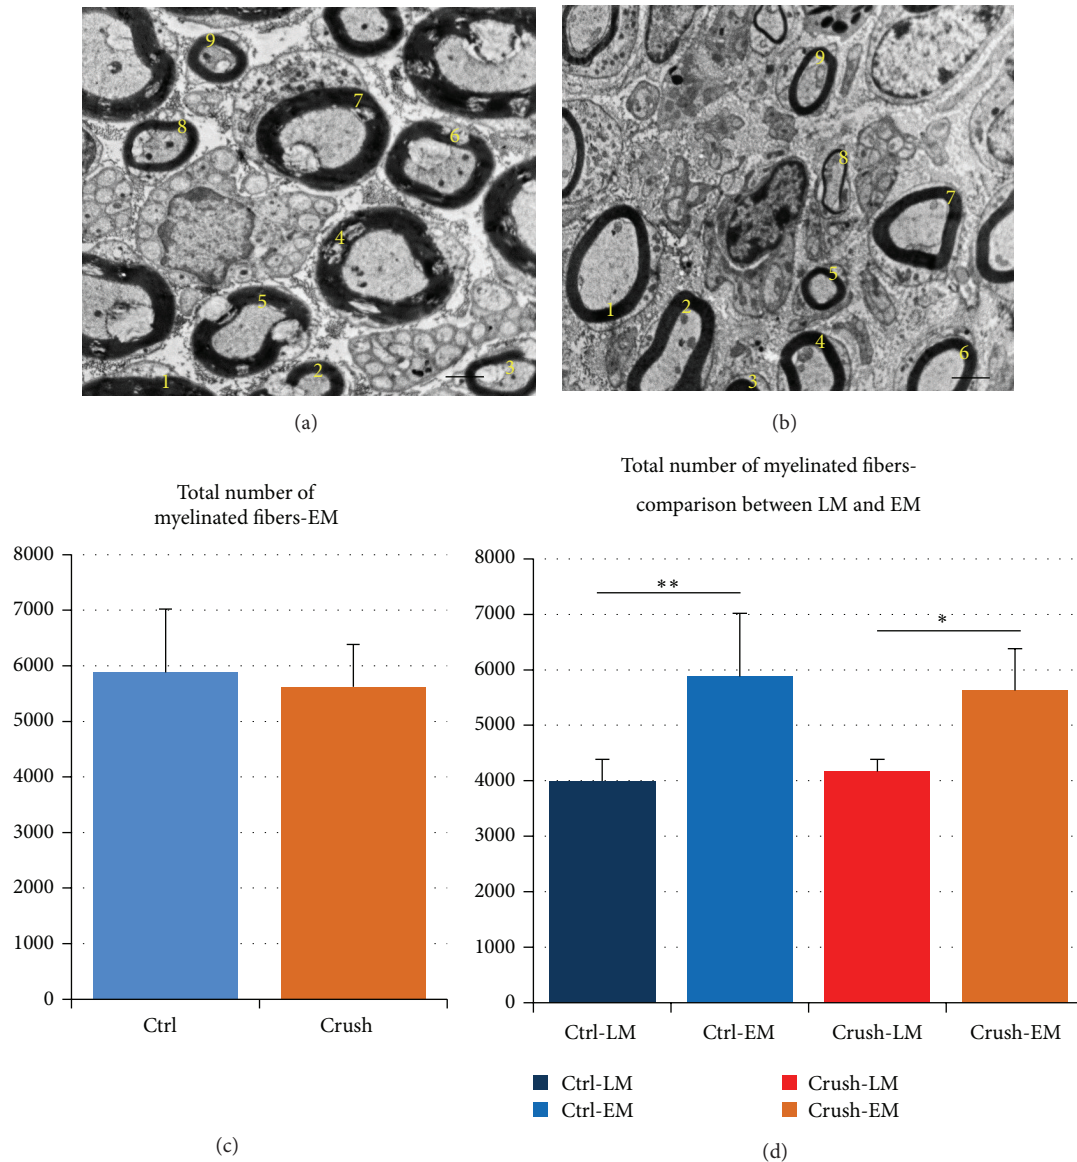 9
8
7
6
4
5
1
2
3
9
8
7
5
1
2
4
6
3
(a)
(b)
Total number of
myelinated fibers-EM
8000
7000
6000
5000
4000
3000
2000
1000
0
Ctrl
Crush
(c)
Total number of myelinated fibers-
comparison between LM and EM
8000
7000
6000
5000
4000
3000
2000
1000
0
**
*
Ctrl-LM
Ctrl-EM
Crush-LM
Crush-EM
Ctrl-LM
Crush-LM
Ctrl-EM
Crush-EM
(d)